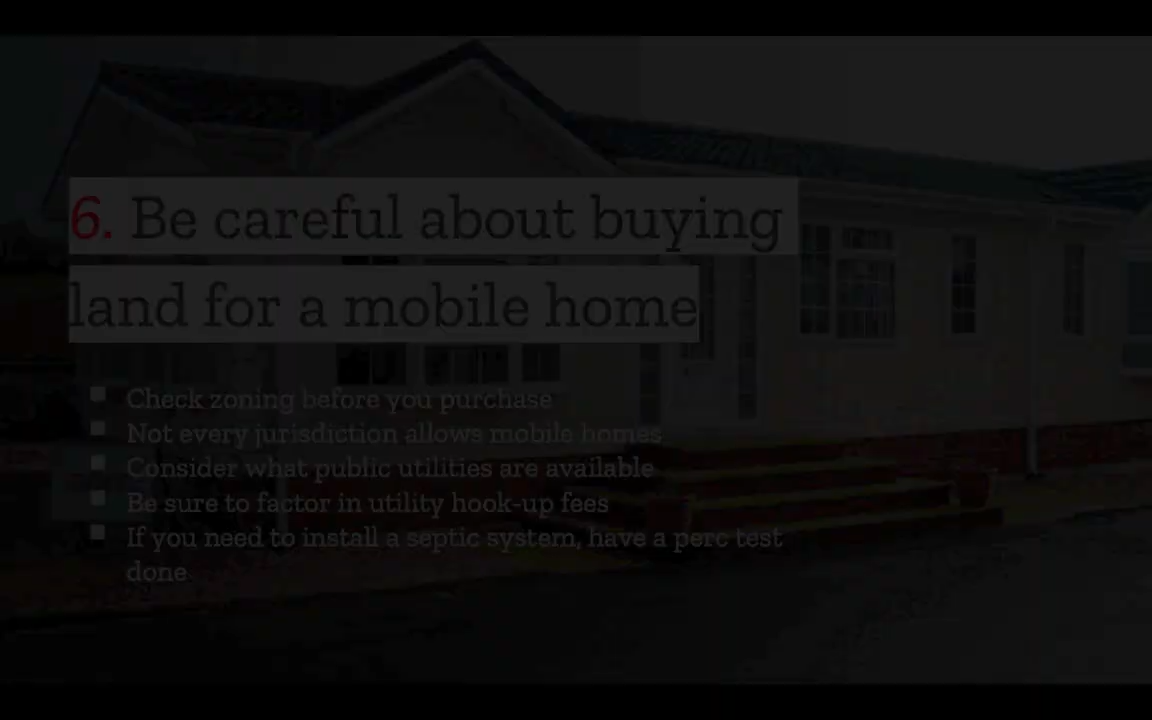 6. Be careful about buying
land for a mobile home
Check zoning before you purchase
Not every jurisdiction allows mobile homes
Consider what public utilities are available
Be sure to factor in utility hook-up fees
If you need to install a septic system, have a perc test
done